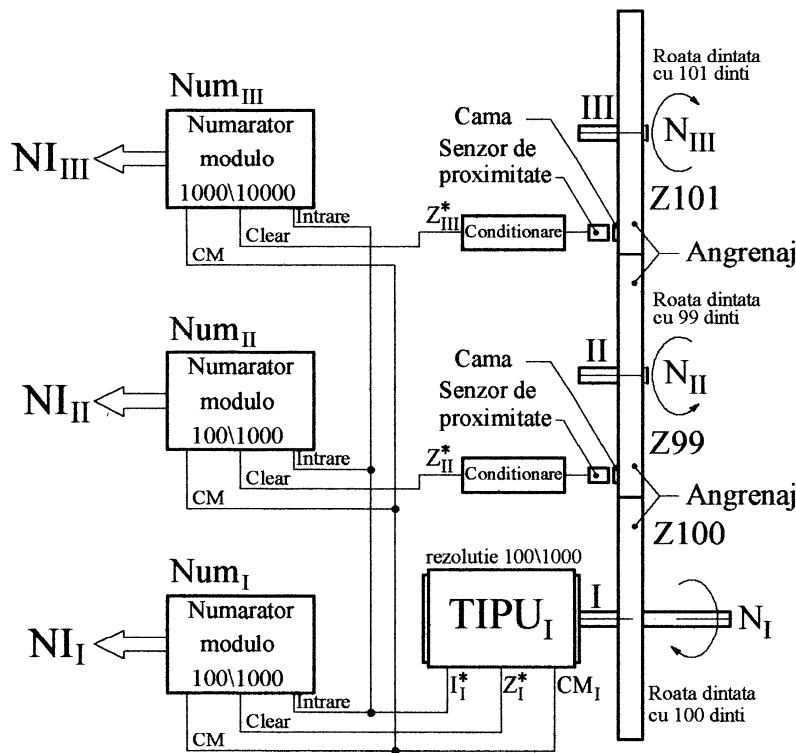 Num_III
Numarator
modulo
1000\10000
NI_III
Intrare
Clear
CM
Z*_III
Conditionare
Cama
Senzor de
proximitate
III
Roata dintata
cu 101 dinti
N_III
Z101
Angrenaj
Roata dintata
cu 99 dinti
Num_II
Numarator
modulo
100\1000
NI_II
Intrare
Clear
CM
Z*_II
Conditionare
Cama
Senzor de
proximitate
II
N_II
Z99
Angrenaj
Z100
Num_I
Numarator
modulo
100\1000
NI_I
Intrare
Clear
CM
rezolutie 100\1000
TIPU_I
I*_I
Z*_I
CM_I
I
N_I
Roata dintata
cu 100 dinti